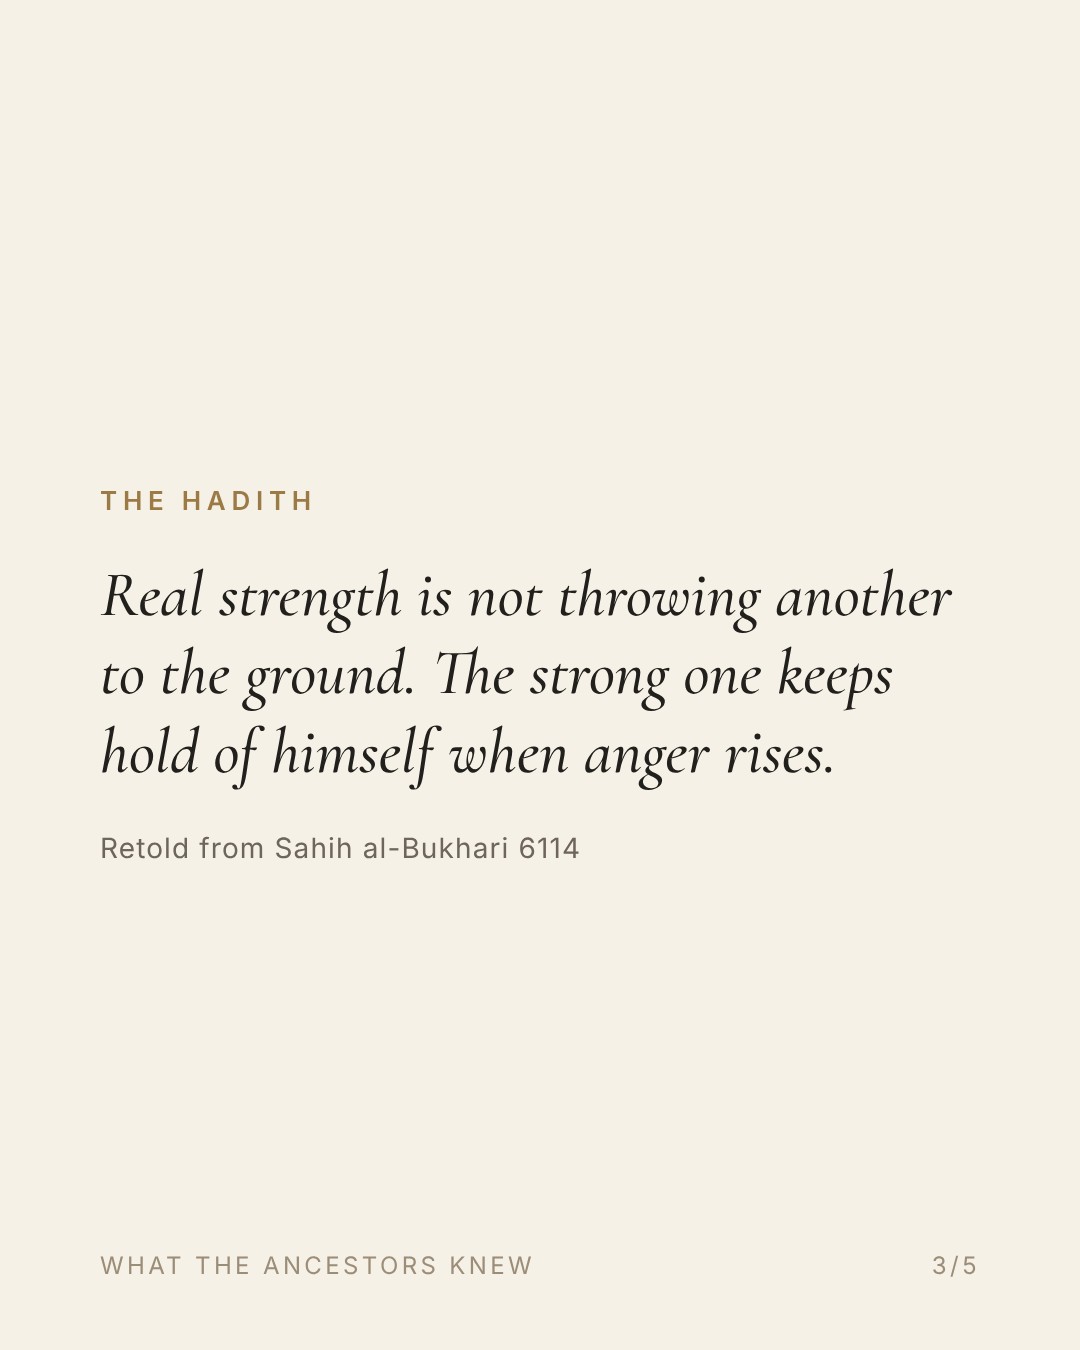 THE HADITH
Real strength is not throwing another
to the ground. The strong one keeps
hold of himself when anger rises.
Retold from Sahih al-Bukhari 6114
WHAT THE ANCESTORS KNEW
3/5